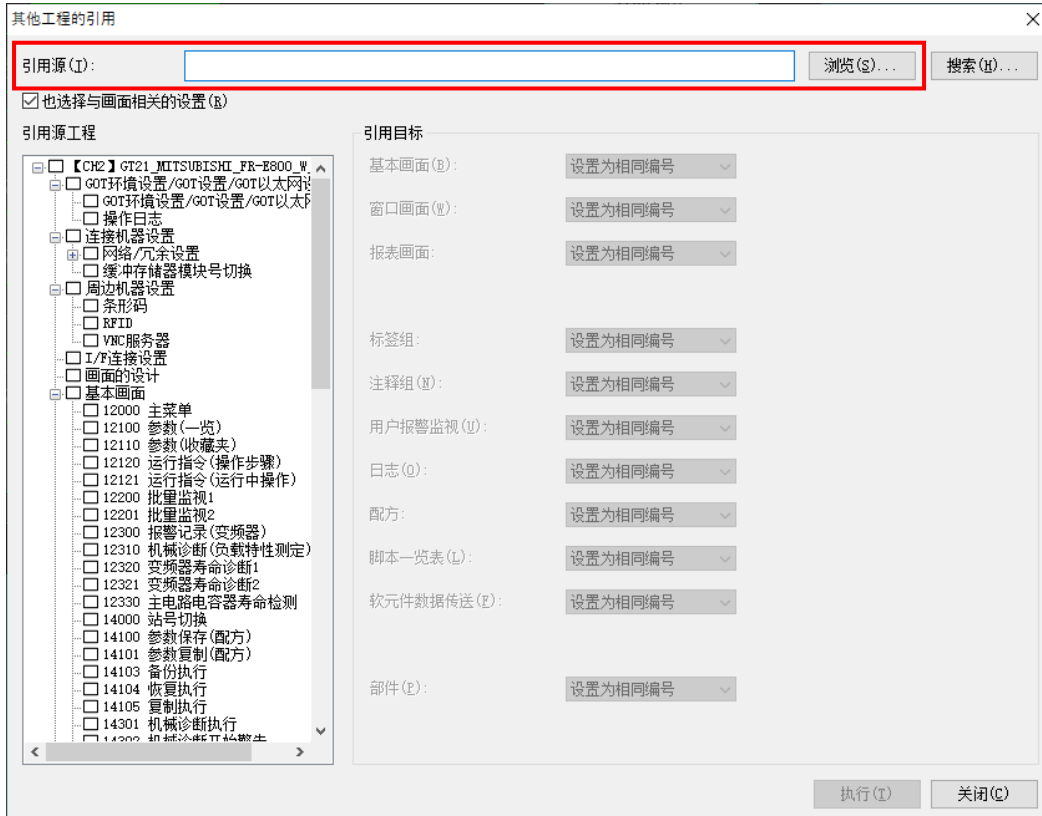 其他工程的引用
引用源(I):
浏览(S)...
搜索(H)...
也选择与画面相关的设置(R)
引用源工程
【CH2】GT21_MITSUBISHI_FR-E800_W
GOT环境设置/GOT设置/GOT以太网
GOT环境设置/GOT设置/GOT以太
操作日志
连接机器设置
网络/冗余设置
缓冲存储器模块号切换
周边机器设置
条形码
RFID
VNC服务器
I/F连接设置
画面的设计
基本画面
12000 主菜单
12100 参数(一览)
12110 参数(收藏夹)
12120 运行指令(操作步骤)
12121 运行指令(运行中操作)
12200 批量监视1
12201 批量监视2
12300 报警记录(变频器)
12310 机械诊断(负载特性测定)
12320 变频器寿命诊断1
12321 变频器寿命诊断2
12330 主电路电容器寿命检测
14000 站号切换
14100 参数保存(配方)
14101 参数复制(配方)
14103 备份执行
14104 恢复执行
14105 复制执行
14301 机械诊断执行
引用目标
基本画面(B):
设置为相同编号
窗口画面(W):
设置为相同编号
报表画面:
设置为相同编号
标签组:
设置为相同编号
注释组(N):
设置为相同编号
用户报警监视(U):
设置为相同编号
日志(O):
设置为相同编号
配方:
设置为相同编号
脚本一览表(L):
设置为相同编号
软元件数据传送(F):
设置为相同编号
部件(P):
设置为相同编号
执行(T)
关闭(C)